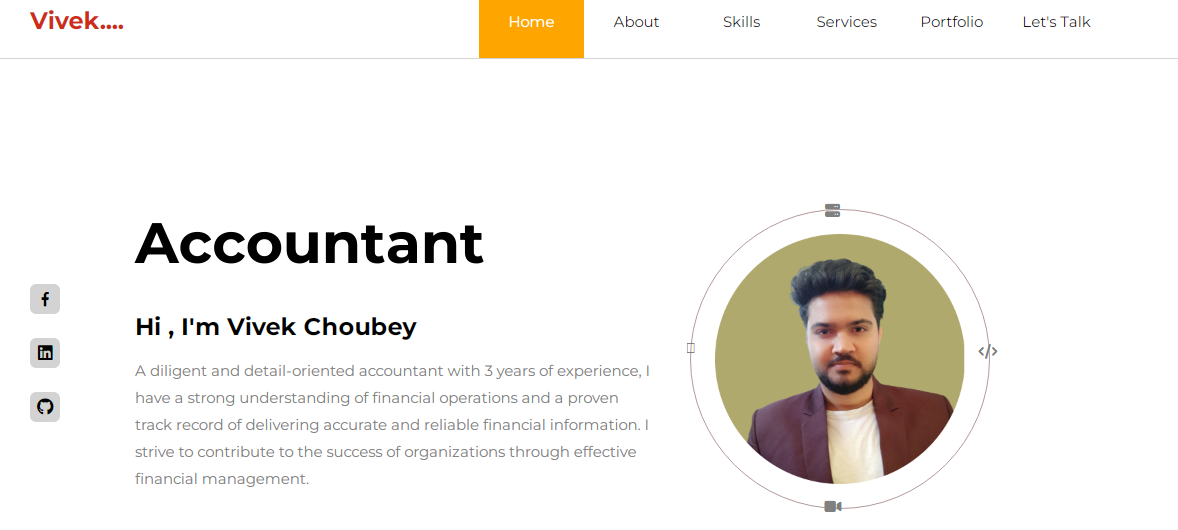 Vivek....
Home About Skills Services Portfolio Let's Talk
Accountant
Hi , I'm Vivek Choubey
A diligent and detail-oriented accountant with 3 years of experience, I
have a strong understanding of financial operations and a proven
track record of delivering accurate and reliable financial information. I
strive to contribute to the success of organizations through effective
financial management.